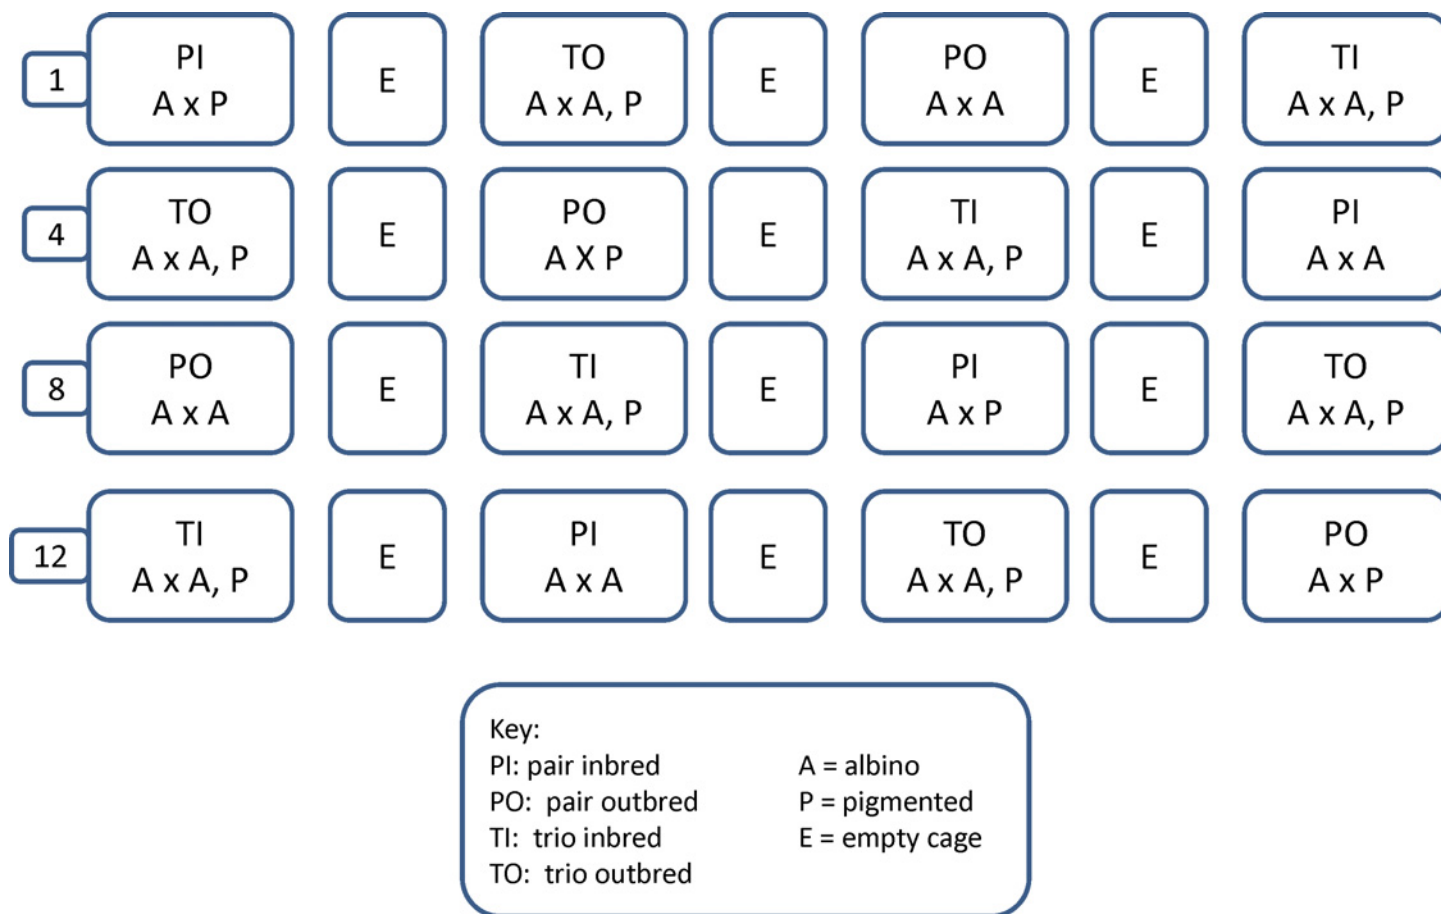 1
PI
A x P
E
TO
A x A, P
E
PO
A x A
E
TI
A x A, P
4
TO
A x A, P
E
PO
A X P
E
TI
A x A, P
E
PI
A x A
8
PO
A x A
E
TI
A x A, P
E
PI
A x P
E
TO
A x A, P
12
TI
A x A, P
E
PI
A x A
E
TO
A x A, P
E
PO
A x P
Key:
PI: pair inbred
PO: pair outbred
TI: trio inbred
TO: trio outbred
A = albino
P = pigmented
E = empty cage